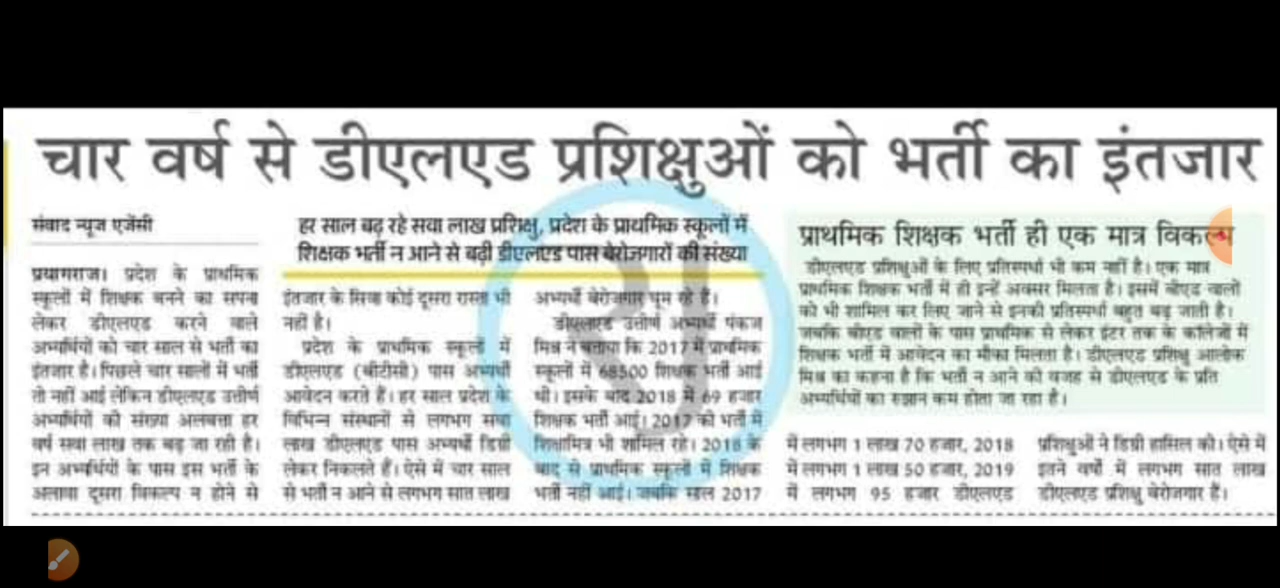 चार वर्ष से डीएलएड प्रशिक्षुओं को भर्ती का इंतजार
संवाद न्यूज एजेंसी
हर साल बढ़ रहे सवा लाख प्रशिक्षु, प्रदेश के प्राथमिक स्कूलों में
शिक्षक भर्ती न आने से बढ़ी डीएलएड पास बेरोजगारों की संख्या
प्रयागराज। प्रदेश के प्राथमिक
स्कूलों में शिक्षक बनने का सपना
लेकर डीएलएड करने वाले
अभ्यर्थियों को चार साल से भर्ती का
इंतजार है। पिछले चार सालों में भर्ती
तो नहीं आई लेकिन डीएलएड उत्तीर्ण
अभ्यर्थियों की संख्या अलबत्ता हर
वर्ष सवा लाख तक बढ़ जा रही है।
इन अभ्यर्थियों के पास इस भर्ती के
अलावा दूसरा विकल्प न होने से
इंतजार के सिवा कोई दूसरा रास्ता भी
नहीं है।
प्रदेश के प्राथमिक स्कूलों में
डीएलएड (बीटीसी) पास अभ्यर्थी
आवेदन करते हैं। हर साल प्रदेश के
विभिन्न संस्थानों से लगभग सवा
लाख डीएलएड पास अभ्यर्थी डिग्री
लेकर निकलते हैं। ऐसे में चार साल
से भर्ती न आने से लगभग सात लाख
अभ्यर्थी बेरोजगार घूम रहे हैं।
डीएलएड उत्तीर्ण अभ्यर्थी पंकज
मिश्र ने बताया कि 2017 में प्राथमिक
स्कूलों में 68500 शिक्षक भर्ती आई
थी। इसके बाद 2018 में 69 हजार
शिक्षक भर्ती आई। 2017 की भर्ती में
शिक्षामित्र भी शामिल रहे। 2018 के
बाद से प्राथमिक स्कूलों में शिक्षक
भर्ती नहीं आई। जबकि साल 2017
प्राथमिक शिक्षक भर्ती ही एक मात्र विकल्प
डीएलएड प्रशिक्षुओं के लिए प्रतिस्पर्धा भी कम नहीं है। एक मात्र
प्राथमिक शिक्षक भर्ती में ही इन्हें अवसर मिलता है। इसमें बीएड वालों
को भी शामिल कर लिए जाने से इनकी प्रतिस्पर्धा बहुत बढ़ जाती है।
जबकि बीएड वालों के पास प्राथमिक से लेकर इंटर तक के कॉलेजों में
शिक्षक भर्ती में आवेदन का मौका मिलता है। डीएलएड प्रशिक्षु आलोक
मिश्र का कहना है कि भर्ती न आने की वजह से डीएलएड के प्रति
अभ्यर्थियों का रुझान कम होता जा रहा है।
में लगभग 1 लाख 70 हजार, 2018
में लगभग 1 लाख 50 हजार, 2019
में लगभग 95 हजार डीएलएड
प्रशिक्षुओं ने डिग्री हासिल की। ऐसे में
इतने वर्षों में लगभग सात लाख
डीएलएड प्रशिक्षु बेरोजगार हैं।